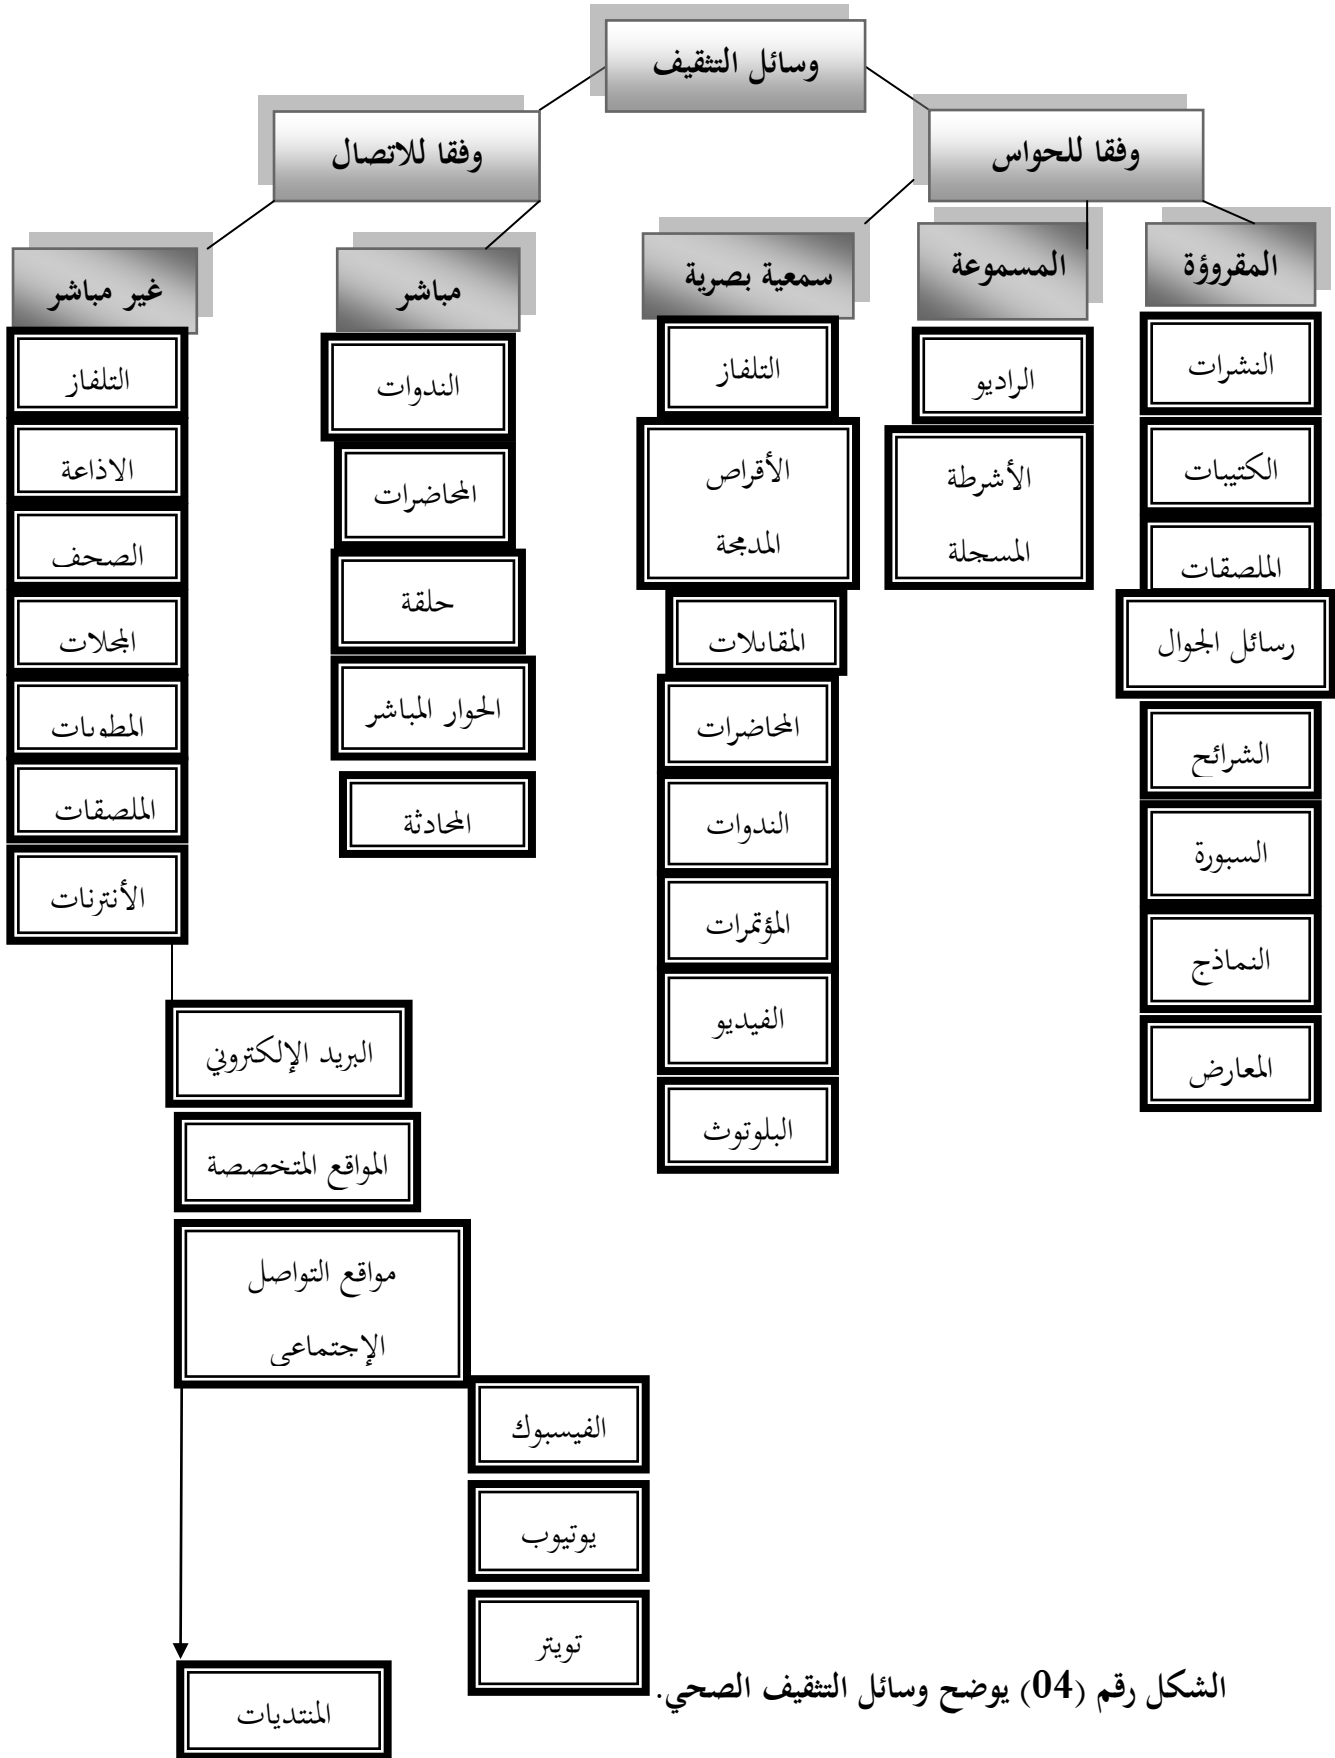 وسائل التثقيف
وفقا للحواس
وفقا للاتصال
المقروؤة
المسموعة
سمعية بصرية
مباشر
غير مباشر
النشرات
الكتيبات
الملصقات
رسائل الجوال
الشرائح
السبورة
النماذج
المعارض
الراديو
الأشرطة
المسجلة
التلفاز
الأقراص
المدمجة
المقابلات
المحاضرات
الندوات
المؤتمرات
الفيديو
البلوتوث
الندوات
المحاضرات
حلقة
الحوار المباشر
المحادثة
التلفاز
الاذاعة
الصحف
المجلات
المطويات
الملصقات
الأنترنات
البريد الإلكتروني
المواقع المتخصصة
مواقع التواصل
الإجتماعي
الفيسبوك
يوتيوب
تويتر
المنتديات
الشكل رقم (04) يوضح وسائل التثقيف الصحي.